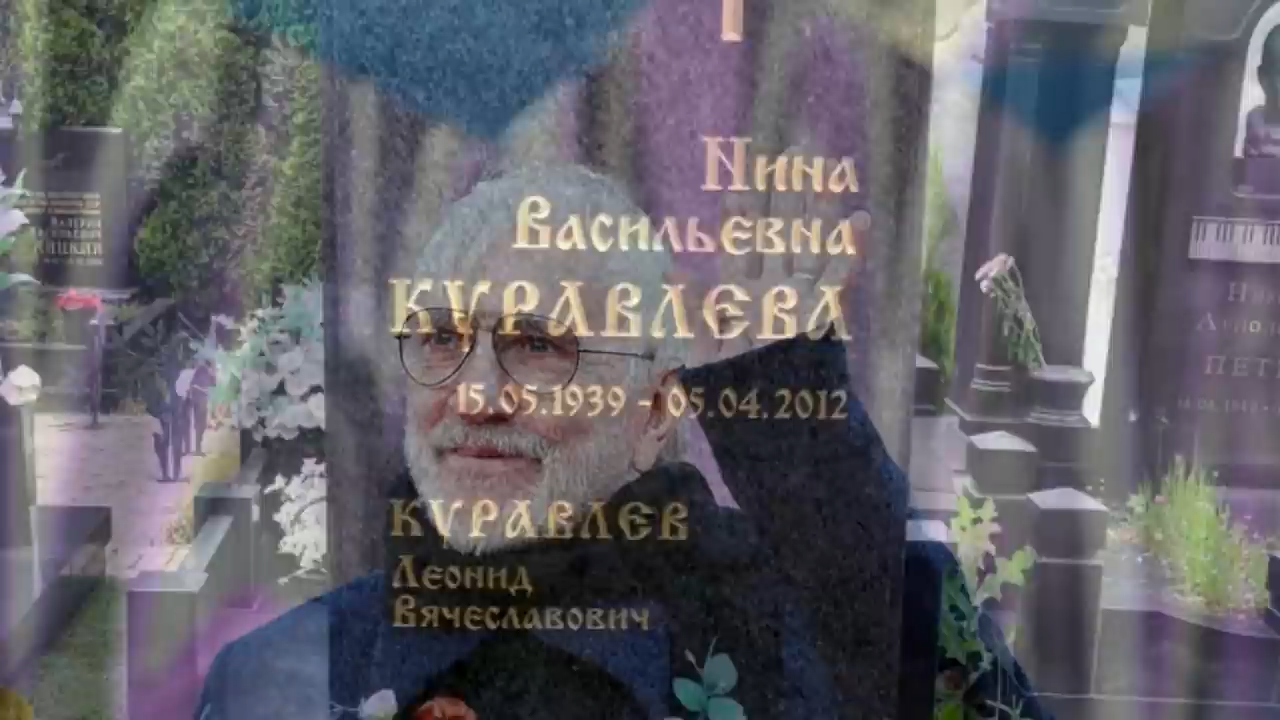 Нина
Васильевна
КУРАВЛЕВА
15.05.1939 - 05.04.2012
КУРАВЛЕВ
Леонид
Вячеславович